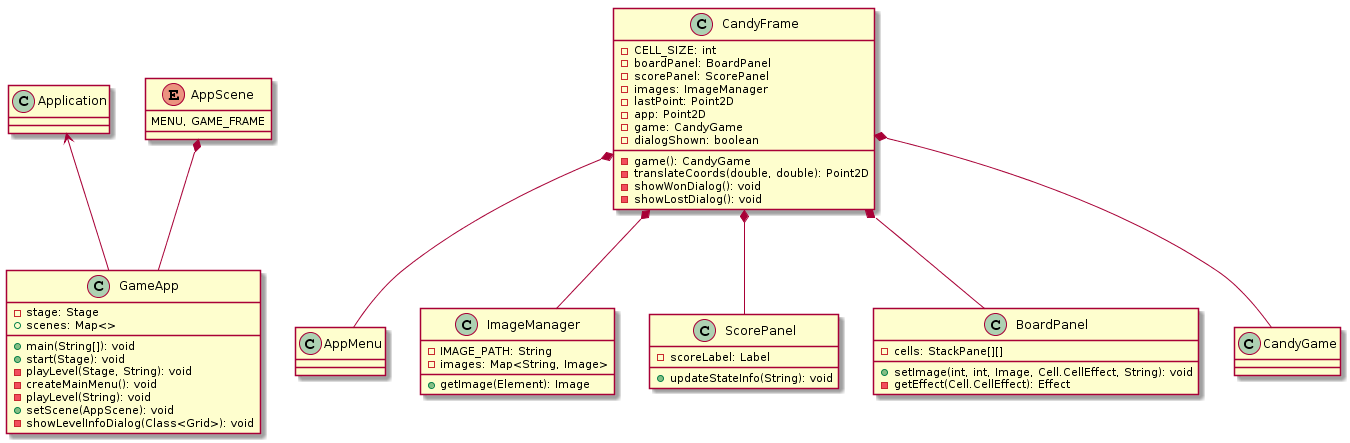 C Application
E AppScene
MENU, GAME_FRAME
C CandyFrame
CELL_SIZE: int
boardPanel: BoardPanel
scorePanel: ScorePanel
images: ImageManager
lastPoint: Point2D
app: Point2D
game: CandyGame
dialogShown: boolean
game(): CandyGame
translateCoords(double, double): Point2D
showWonDialog(): void
showLostDialog(): void
C GameApp
stage: Stage
scenes: Map<>
main(String[]): void
start(Stage): void
playLevel(Stage, String): void
createMainMenu(): void
playLevel(String): void
setScene(AppScene): void
showLevelInfoDialog(Class<Grid>): void
C AppMenu
C ImageManager
IMAGE_PATH: String
images: Map<String, Image>
getImage(Element): Image
C ScorePanel
scoreLabel: Label
updateStateInfo(String): void
C BoardPanel
cells: StackPane[][]
setImage(int, int, Image, Cell.CellEffect, String): void
getEffect(Cell.CellEffect): Effect
C CandyGame